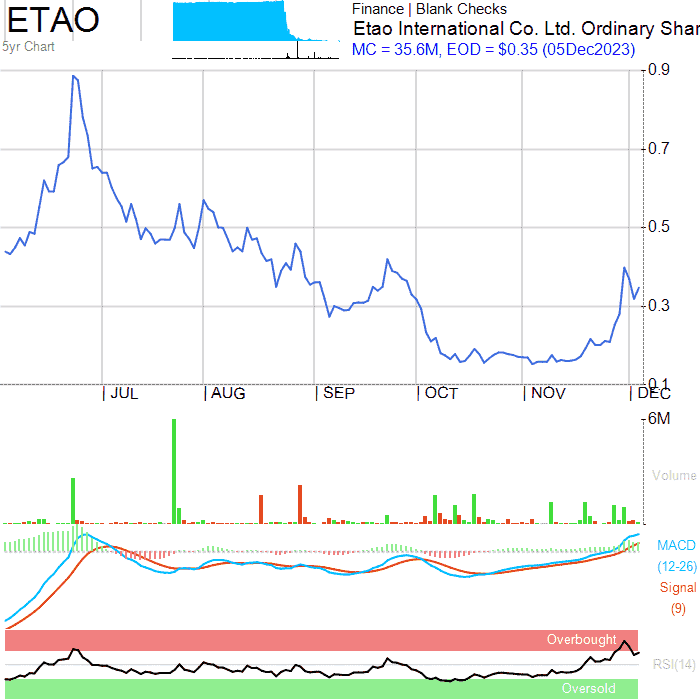 ETAO
5yr Chart
Finance | Blank Checks
Etao International Co. Ltd. Ordinary Shar
MC = 35.6M, EOD = $0.35 (05Dec2023)
0.9
0.7
0.5
0.3
0.1
| JUL | AUG | SEP | OCT | NOV | DEC
6M
Volume
MACD
(12-26)
Signal
(9)
Overbought
RSI(14)
Oversold